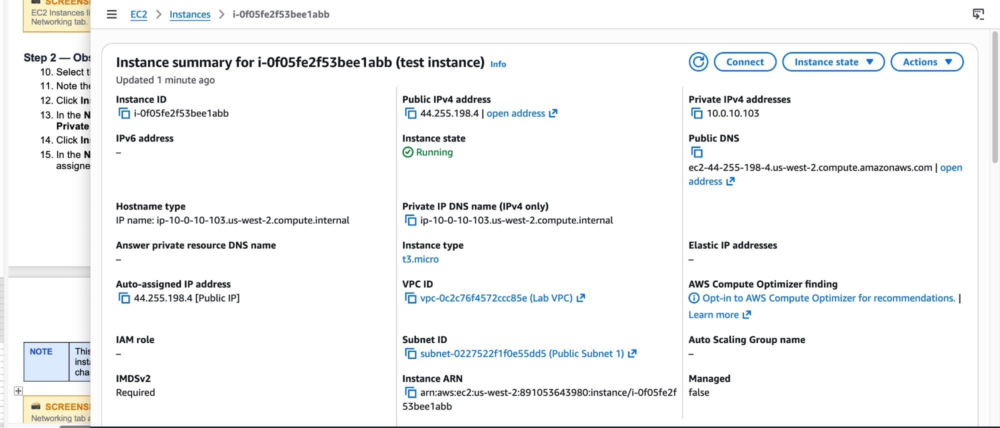 SCREENS
EC2 Instances li
Networking tab.
Step 2 — Obs
10. Select t
11. Note the
12. Click In
13. In the N
Private
14. Click In
15. In the N
assigne
NOTE
This
insta
cha
SCREENS
Networking tab a
EC2 > Instances > i-0f05fe2f53bee1abb
Instance summary for i-0f05fe2f53bee1abb (test instance) Info
Connect
Instance state
Actions
Updated 1 minute ago
Instance ID
i-0f05fe2f53bee1abb
Public IPv4 address
44.255.198.4 | open address
Private IPv4 addresses
10.0.10.103
IPv6 address
–
Instance state
Running
Public DNS
ec2-44-255-198-4.us-west-2.compute.amazonaws.com | open
address
Hostname type
IP name: ip-10-0-10-103.us-west-2.compute.internal
Private IP DNS name (IPv4 only)
ip-10-0-10-103.us-west-2.compute.internal
Answer private resource DNS name
–
Instance type
t3.micro
Elastic IP addresses
–
Auto-assigned IP address
44.255.198.4 [Public IP]
VPC ID
vpc-0c2c76f4572ccc85e (Lab VPC)
AWS Compute Optimizer finding
Opt-in to AWS Compute Optimizer for recommendations. |
Learn more
IAM role
–
Subnet ID
subnet-0227522f1f0e55dd5 (Public Subnet 1)
Auto Scaling Group name
–
IMDSv2
Required
Instance ARN
arn:aws:ec2:us-west-2:891053643980:instance/i-0f05fe2f
53bee1abb
Managed
false